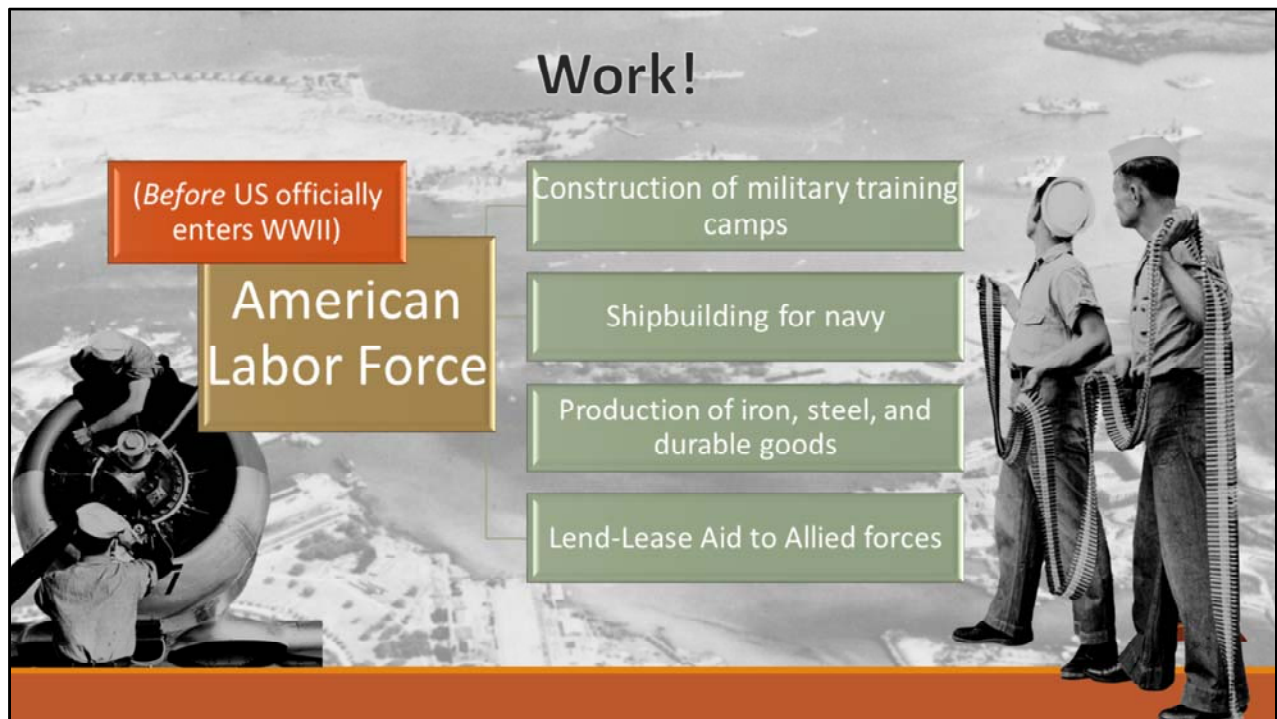 Work!
(Before US officially
enters WWII)
American
Labor Force
Construction of military training
camps
Shipbuilding for navy
Production of iron, steel, and
durable goods
Lend-Lease Aid to Allied forces